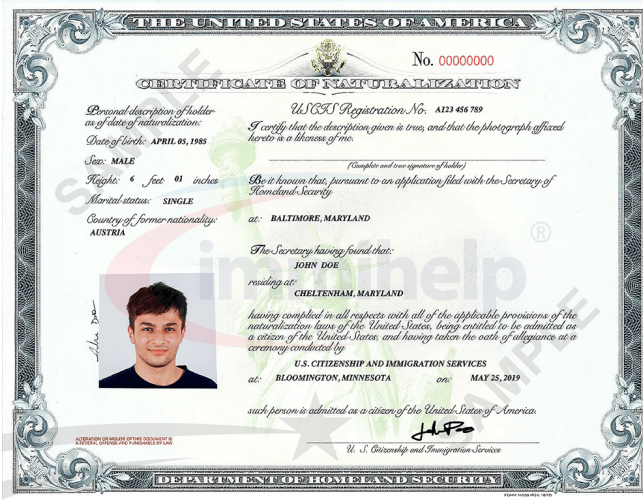 THE UNITED STATES OF AMERICA
No. 00000000
CERTIFICATE OF NATURALIZATION
Personal description of holder
as of date of naturalization:
Date of birth: APRIL 05, 1985
Sex: MALE
Height: 6 feet 01 inches
Marital status: SINGLE
Country of former nationality:
AUSTRIA
USCIS Registration No. A123 456 789
I certify that the description given is true, and that the photograph affixed
hereto is a likeness of me.
(Complete and true signature of holder)
Be it known that, pursuant to an application filed with the Secretary of
Homeland Security
at: BALTIMORE, MARYLAND
The Secretary having found that:
JOHN DOE
residing at:
CHELTENHAM, MARYLAND
having complied in all respects with all of the applicable provisions of the
naturalization laws of the United States, being entitled to be admitted as
a citizen of the United States, and having taken the oath of allegiance at a
ceremony conducted by
U.S. CITIZENSHIP AND IMMIGRATION SERVICES
at: BLOOMINGTON, MINNESOTA on: MAY 25, 2019
such person is admitted as a citizen of the United States of America.
U. S. Citizenship and Immigration Services
ALTERATION OR MISUSE OF THIS DOCUMENT IS
A FEDERAL OFFENSE AND PUNISHABLE BY LAW
DEPARTMENT OF HOMELAND SECURITY
SAMPLE
SAMPLE
immihelp ®